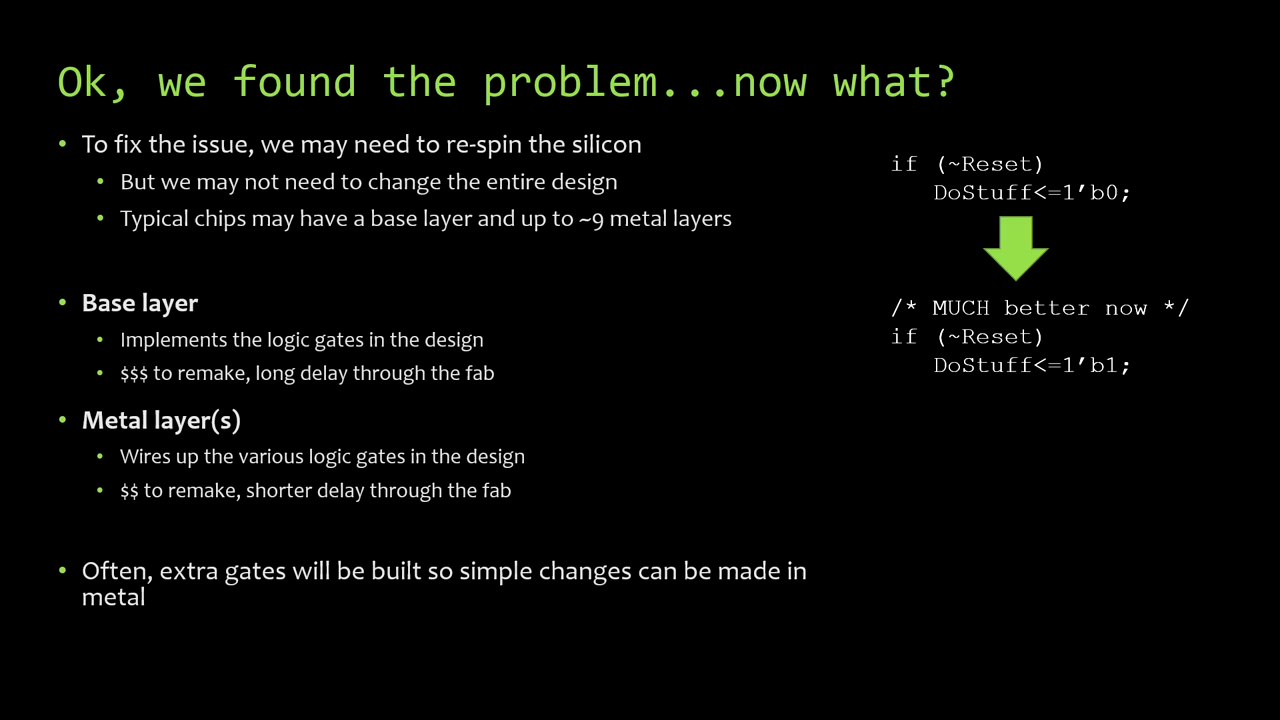 Ok, we found the problem...now what?
• To fix the issue, we may need to re-spin the silicon
• But we may not need to change the entire design
• Typical chips may have a base layer and up to ~9 metal layers
• Base layer
• Implements the logic gates in the design
• $$$ to remake, long delay through the fab
• Metal layer(s)
• Wires up the various logic gates in the design
• $$ to remake, shorter delay through the fab
• Often, extra gates will be built so simple changes can be made in
metal
if (~Reset)
DoStuff<=1’b0;
/* MUCH better now */
if (~Reset)
DoStuff<=1’b1;